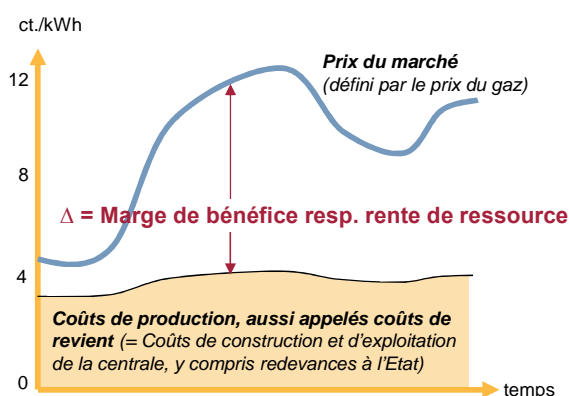 ct./kWh
12
Prix du marché
(défini par le prix du gaz)
8
Δ = Marge de bénéfice resp. rente de ressource
4
Coûts de production, aussi appelés coûts de
revient (= Coûts de construction et d'exploitation
de la centrale, y compris redevances à l'Etat)
0
temps